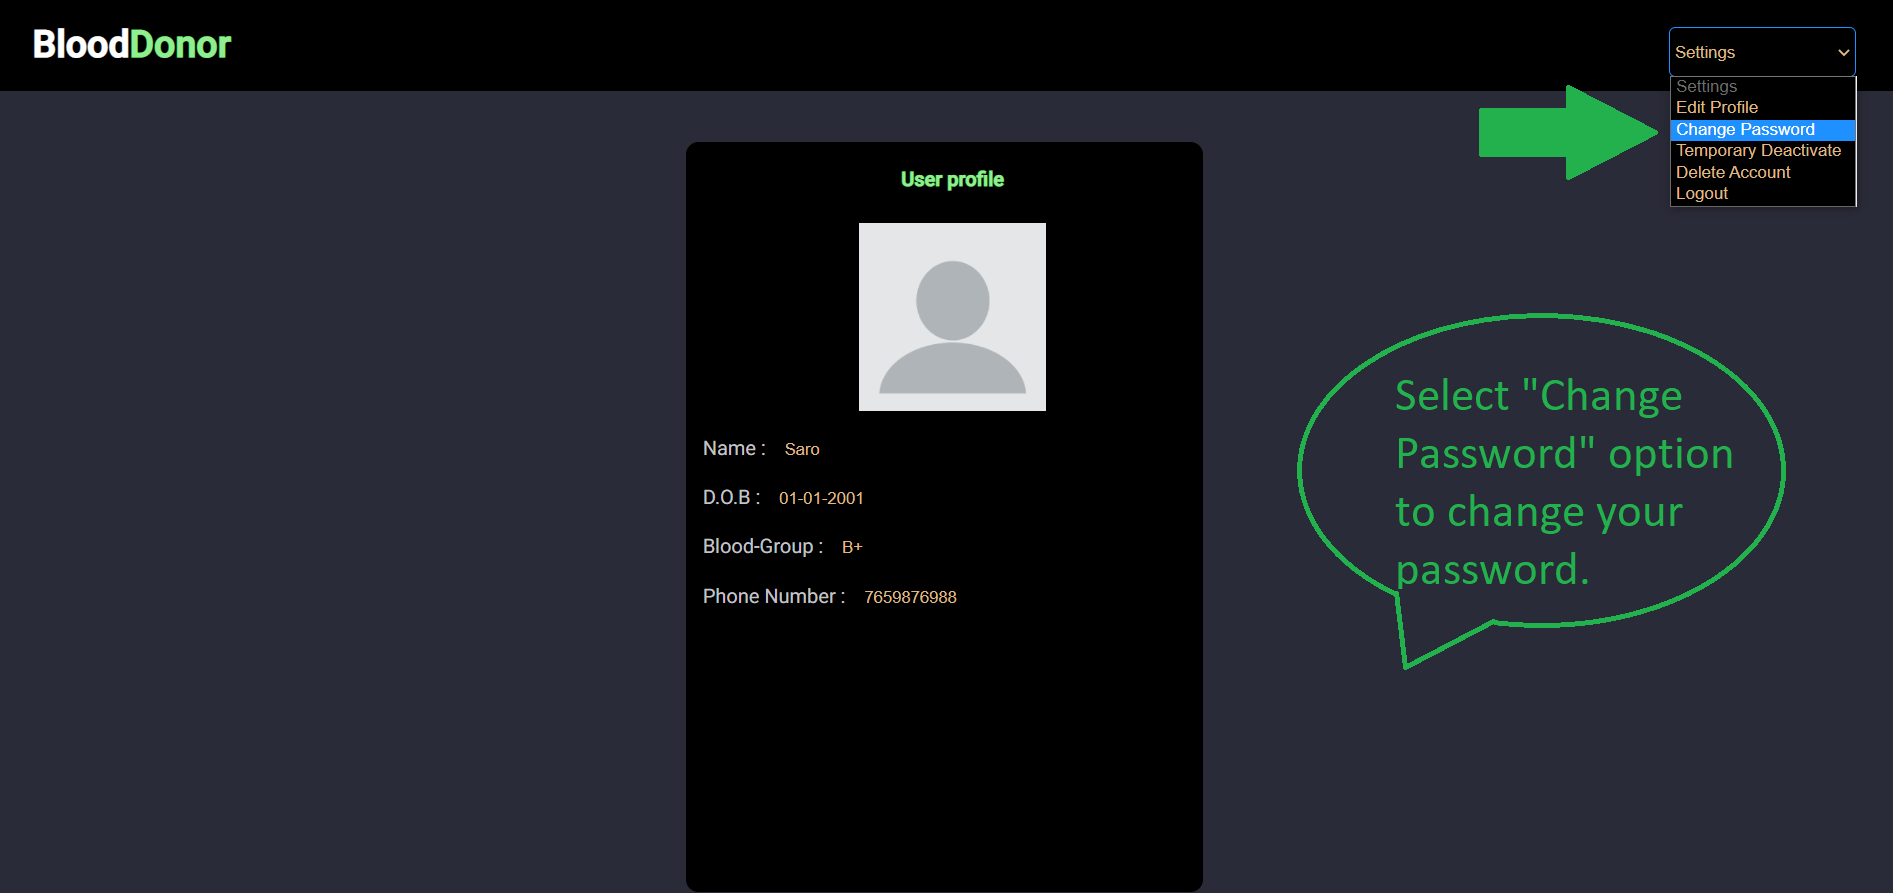 BloodDonor
Settings
Settings
Edit Profile
Change Password
Temporary Deactivate
Delete Account
Logout
User profile
Name : Saro
D.O.B : 01-01-2001
Blood-Group : B+
Phone Number : 7659876988
Select "Change
Password" option
to change your
password.